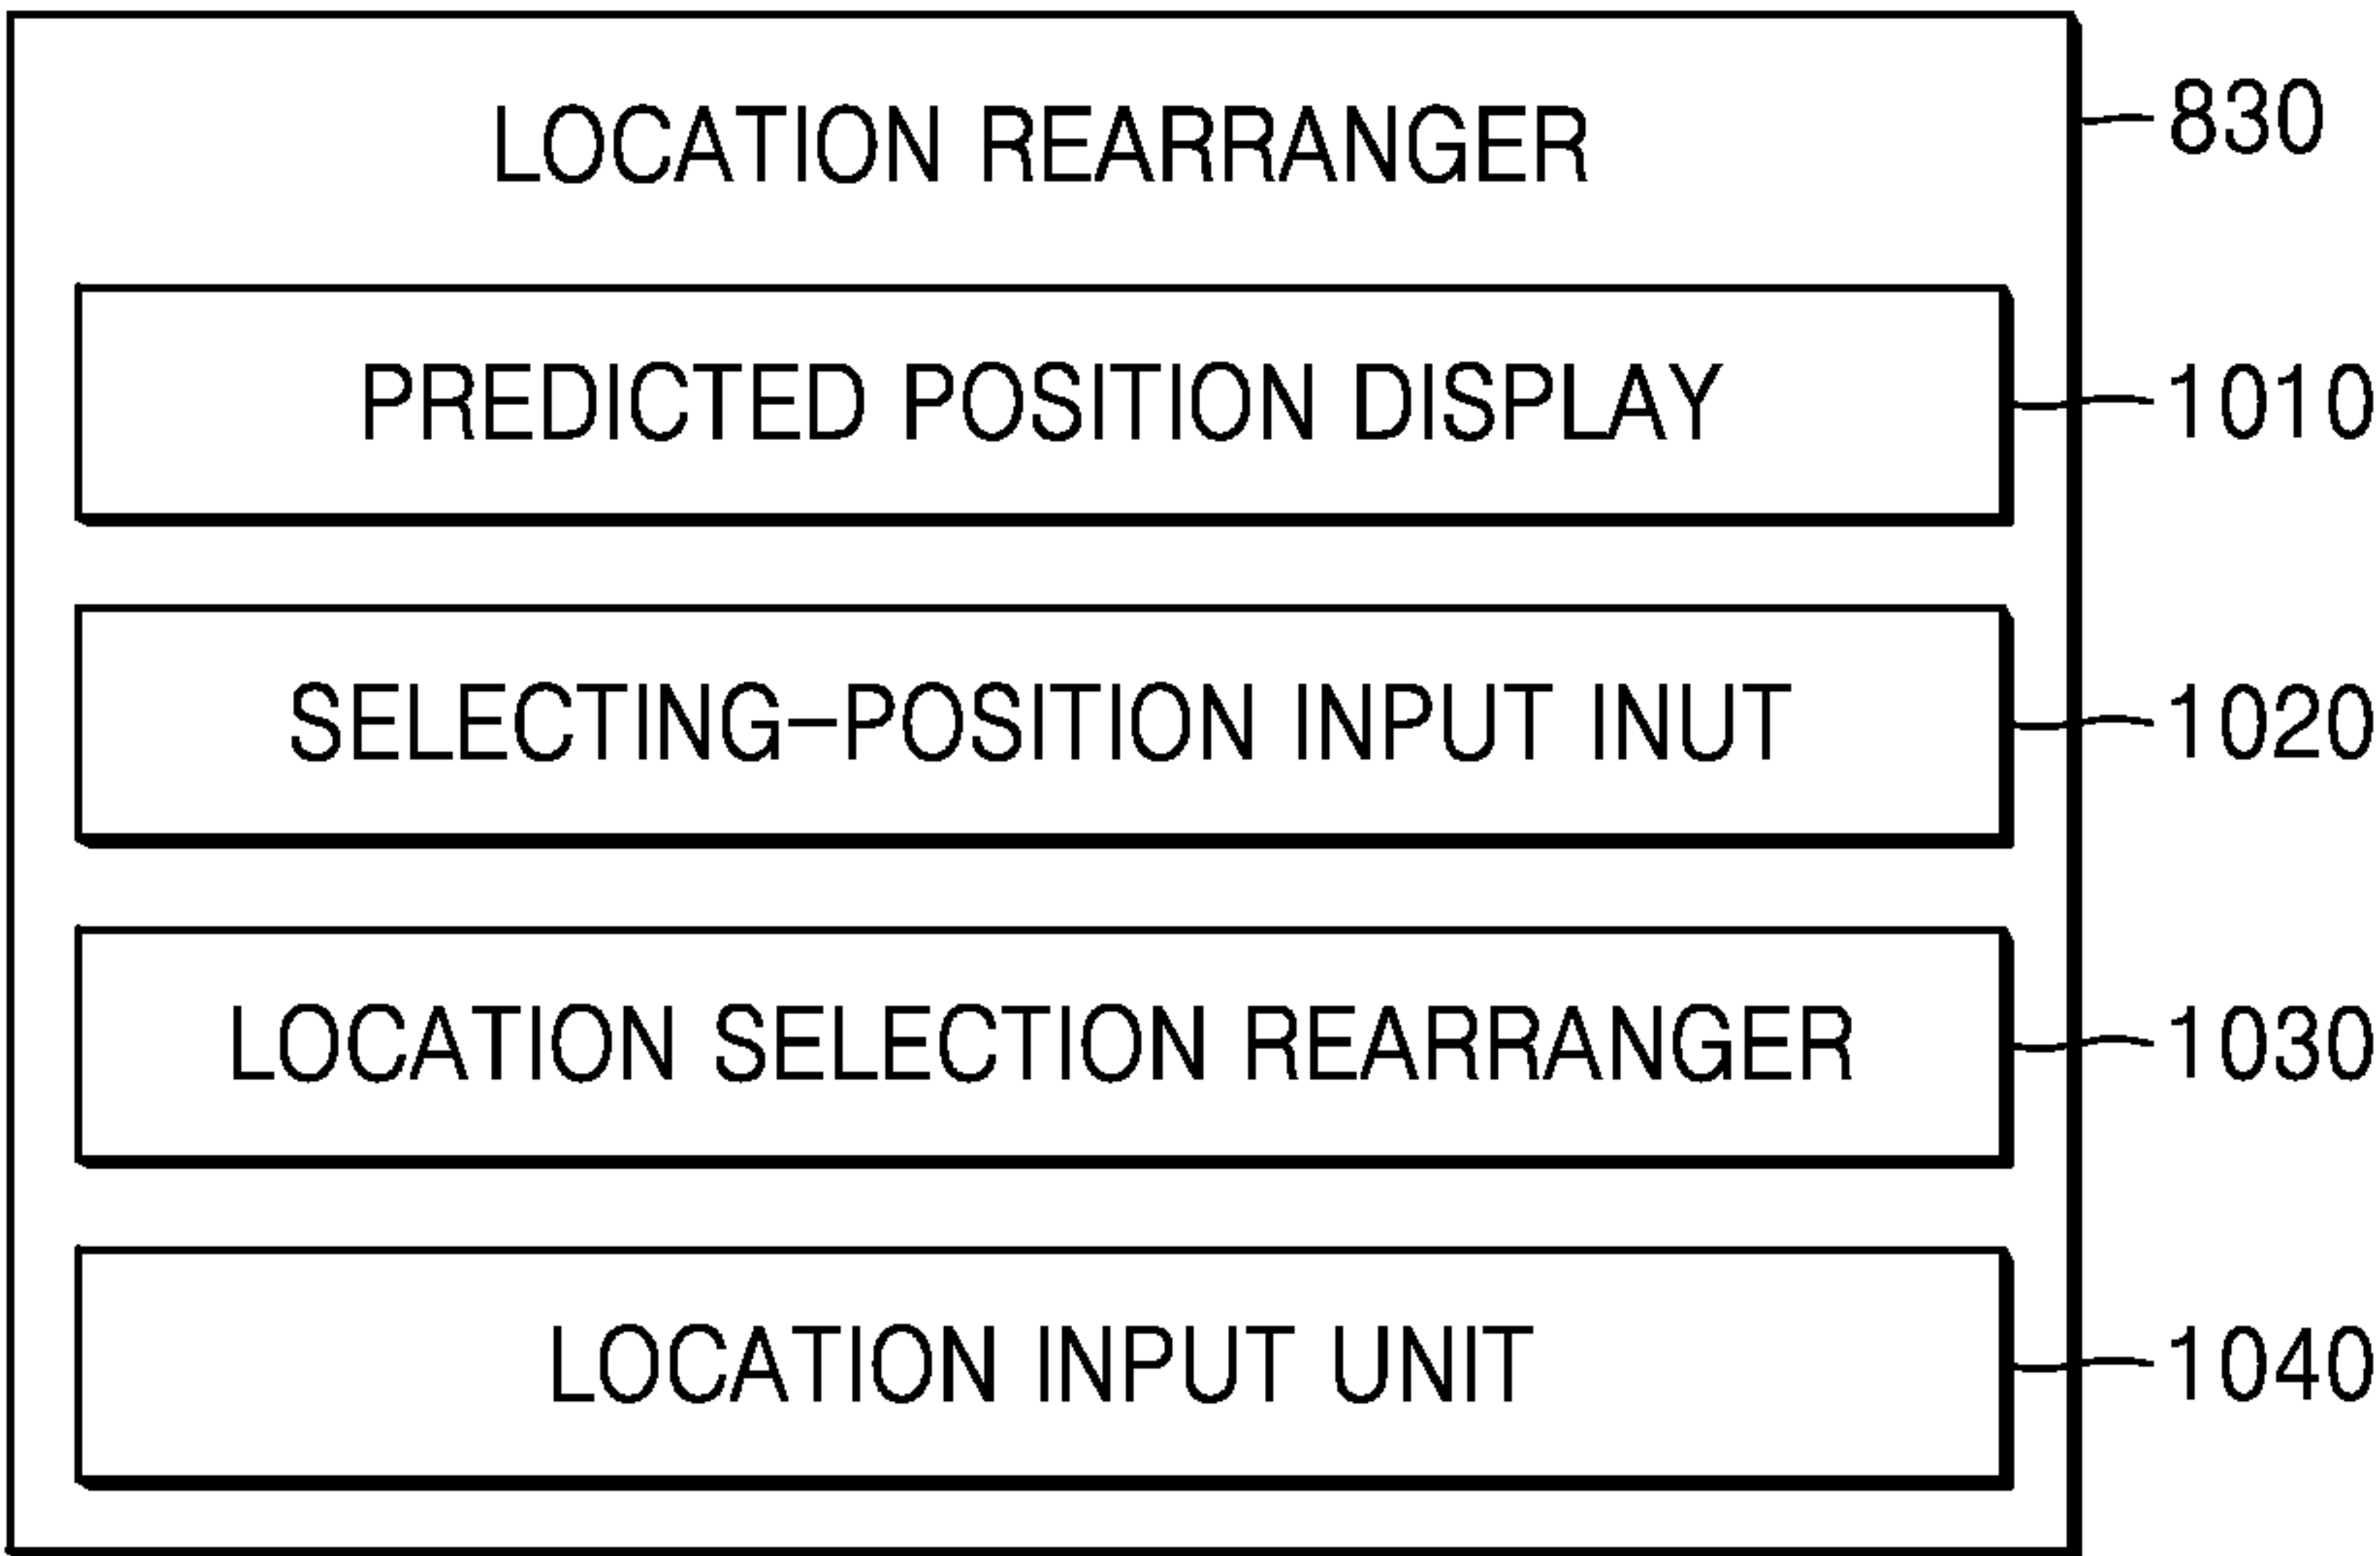 LOCATION REARRANGER
830
PREDICTED POSITION DISPLAY
1010
SELECTING-POSITION INPUT INUT
1020
LOCATION SELECTION REARRANGER
1030
LOCATION INPUT UNIT
1040